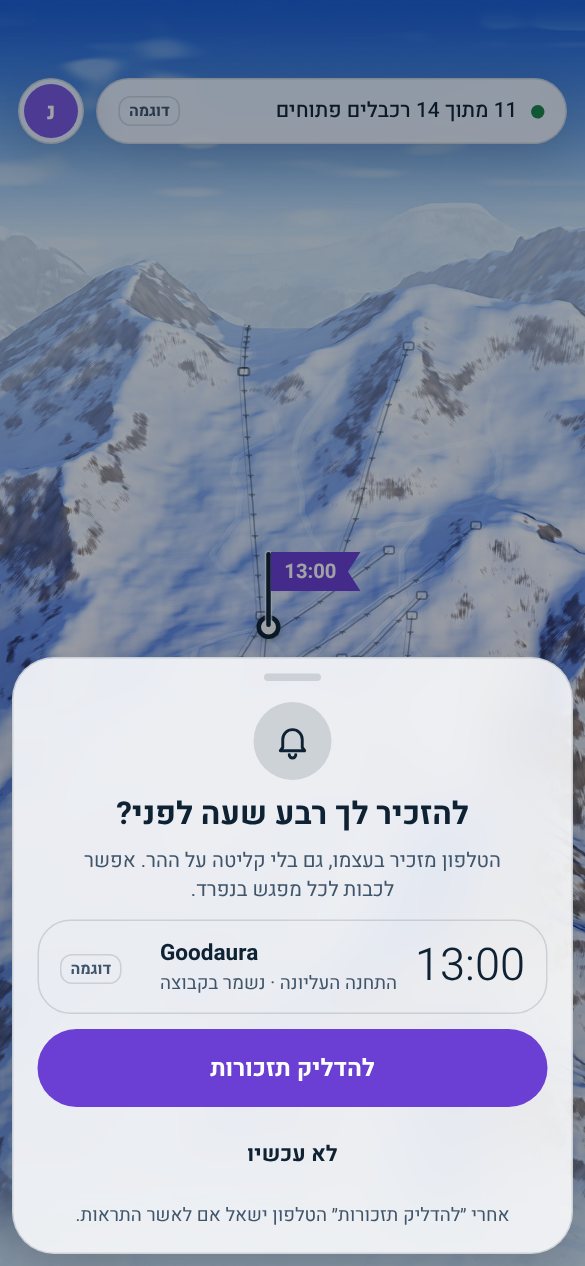 11 מתוך 14 רכבלים פתוחים
דוגמה
נ
13:00
להזכיר לך רבע שעה לפני?
הטלפון מזכיר בעצמו, גם בלי קליטה על ההר. אפשר
לכבות לכל מפגש בנפרד.
13:00
Goodaura
התחנה העליונה · נשמר בקבוצה
דוגמה
להדליק תזכורות
לא עכשיו
אחרי "להדליק תזכורות" הטלפון ישאל אם לאשר התראות.